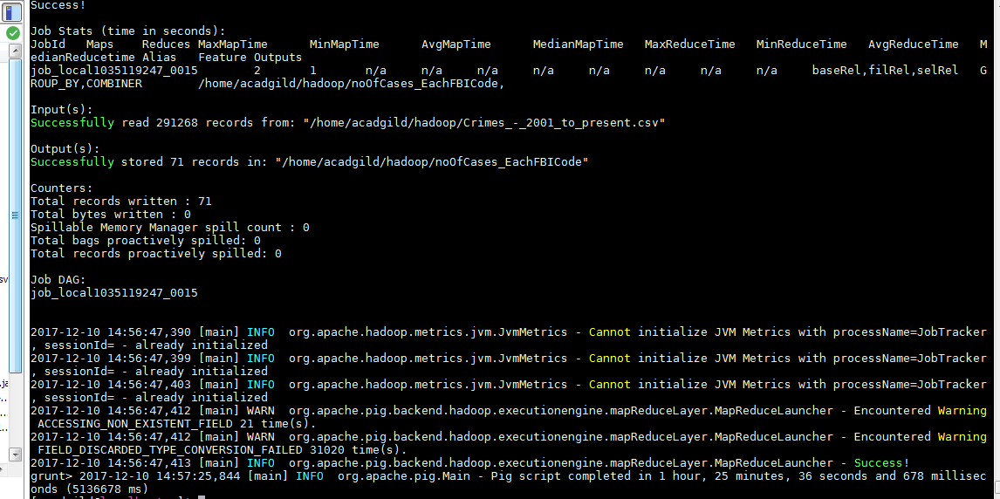 Success!
Job Stats (time in seconds):
JobId   Maps    Reduces MaxMapTime      MinMapTime      AvgMapTime      MedianMapTime   MaxReduceTime   MinReduceTime   AvgReduceTime   M
edianReducetime Alias   Feature Outputs
job_local1035119247_0015        2       1       n/a     n/a     n/a     n/a     n/a     n/a     n/a     baseRel,filRel,selRel   G
ROUP_BY,COMBINER        /home/acadgild/hadoop/noOfCases_EachFBICode,
Input(s):
Successfully read 291268 records from: "/home/acadgild/hadoop/Crimes_-_2001_to_present.csv"
Output(s):
Successfully stored 71 records in: "/home/acadgild/hadoop/noOfCases_EachFBICode"
Counters:
Total records written : 71
Total bytes written : 0
Spillable Memory Manager spill count : 0
Total bags proactively spilled: 0
Total records proactively spilled: 0
Job DAG:
job_local1035119247_0015
2017-12-10 14:56:47,390 [main] INFO  org.apache.hadoop.metrics.jvm.JvmMetrics - Cannot initialize JVM Metrics with processName=JobTracker
, sessionId= - already initialized
2017-12-10 14:56:47,399 [main] INFO  org.apache.hadoop.metrics.jvm.JvmMetrics - Cannot initialize JVM Metrics with processName=JobTracker
, sessionId= - already initialized
2017-12-10 14:56:47,403 [main] INFO  org.apache.hadoop.metrics.jvm.JvmMetrics - Cannot initialize JVM Metrics with processName=JobTracker
, sessionId= - already initialized
2017-12-10 14:56:47,412 [main] WARN  org.apache.pig.backend.hadoop.executionengine.mapReduceLayer.MapReduceLauncher - Encountered Warning
 ACCESSING_NON_EXISTENT_FIELD 21 time(s).
2017-12-10 14:56:47,412 [main] WARN  org.apache.pig.backend.hadoop.executionengine.mapReduceLayer.MapReduceLauncher - Encountered Warning
 FIELD_DISCARDED_TYPE_CONVERSION_FAILED 31020 time(s).
2017-12-10 14:56:47,413 [main] INFO  org.apache.pig.backend.hadoop.executionengine.mapReduceLayer.MapReduceLauncher - Success!
grunt> 2017-12-10 14:57:25,844 [main] INFO  org.apache.pig.Main - Pig script completed in 1 hour, 25 minutes, 36 seconds and 678 millisec
onds (5136678 ms)